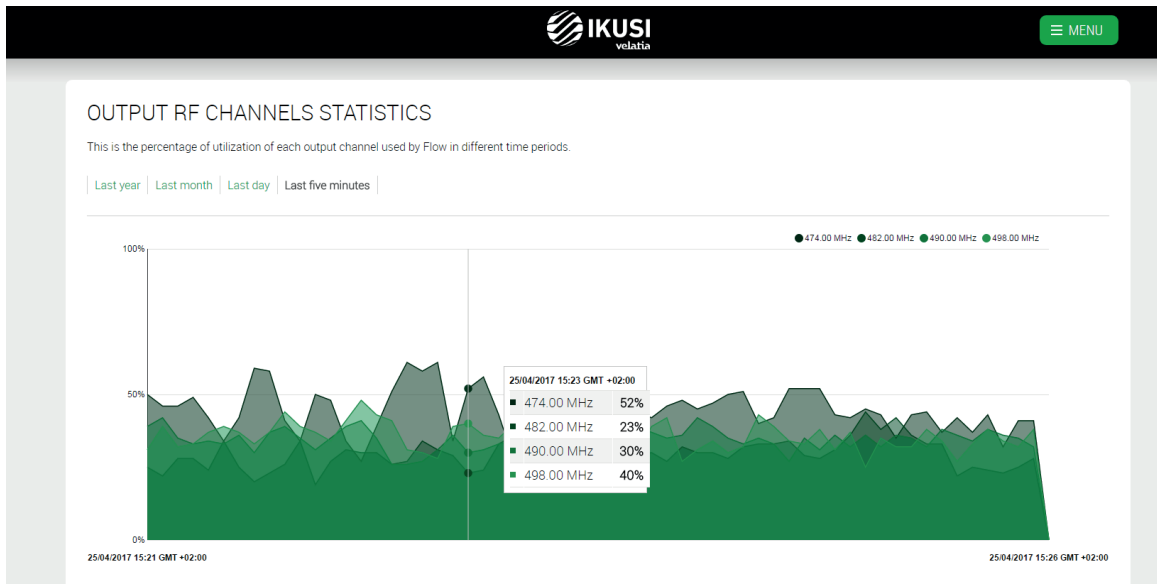 IKUSI
velatia
☰ MENU
OUTPUT RF CHANNELS STATISTICS
This is the percentage of utilization of each output channel used by Flow in different time periods.
Last year Last month Last day Last five minutes
474.00 MHz 482.00 MHz 490.00 MHz 498.00 MHz
100%
50%
25/04/2017 15:23 GMT +02:00
474.00 MHz 52%
482.00 MHz 23%
490.00 MHz 30%
498.00 MHz 40%
0%
25/04/2017 15:21 GMT +02:00 25/04/2017 15:26 GMT +02:00